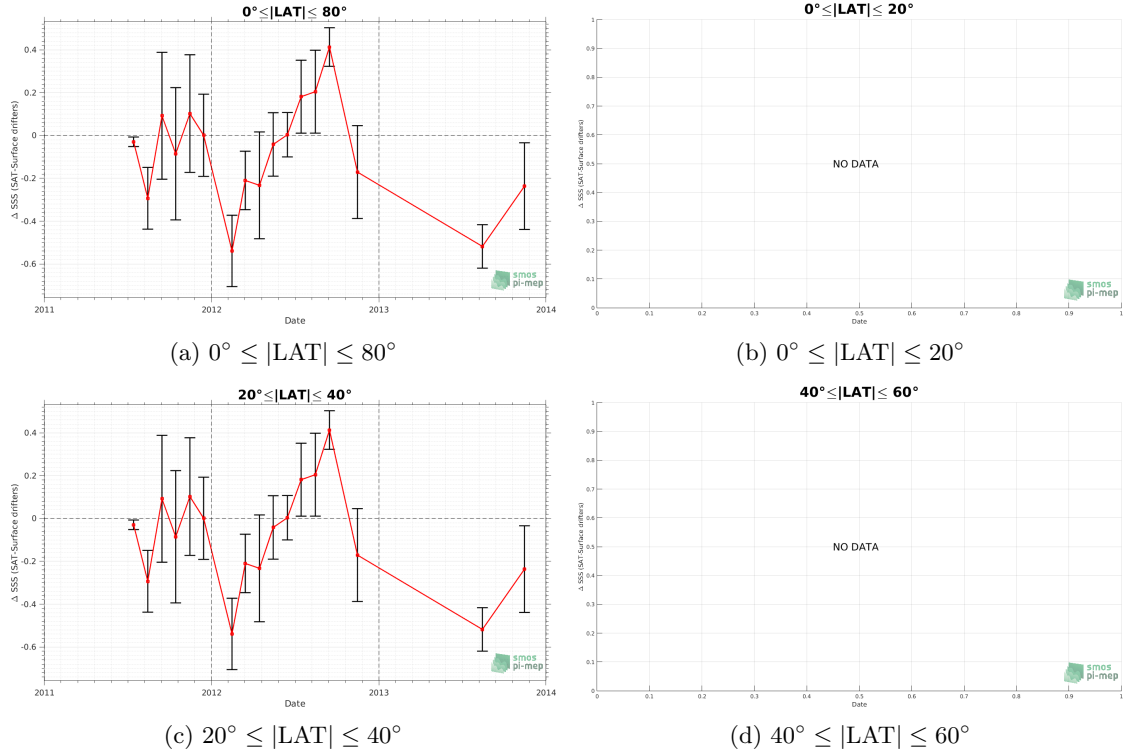 0°≤|LAT|≤ 80°
Δ SSS (SAT-Surface drifters)
0.4
0.2
0
-0.2
-0.4
-0.6
2011 2012 2013 2014
Date
smos
pi-mep
(a) 0° ≤ |LAT| ≤ 80°
0°≤|LAT|≤ 20°
Δ SSS (SAT-Surface drifters)
1
0.9
0.8
0.7
0.6
0.5
0.4
0.3
0.2
0.1
0
NO DATA
0 0.1 0.2 0.3 0.4 0.5 0.6 0.7 0.8 0.9 1
Date
smos
pi-mep
(b) 0° ≤ |LAT| ≤ 20°
20°≤|LAT|≤ 40°
Δ SSS (SAT-Surface drifters)
0.4
0.2
0
-0.2
-0.4
-0.6
2011 2012 2013 2014
Date
smos
pi-mep
(c) 20° ≤ |LAT| ≤ 40°
40°≤|LAT|≤ 60°
Δ SSS (SAT-Surface drifters)
1
0.9
0.8
0.7
0.6
0.5
0.4
0.3
0.2
0.1
0
NO DATA
0 0.1 0.2 0.3 0.4 0.5 0.6 0.7 0.8 0.9 1
Date
smos
pi-mep
(d) 40° ≤ |LAT| ≤ 60°